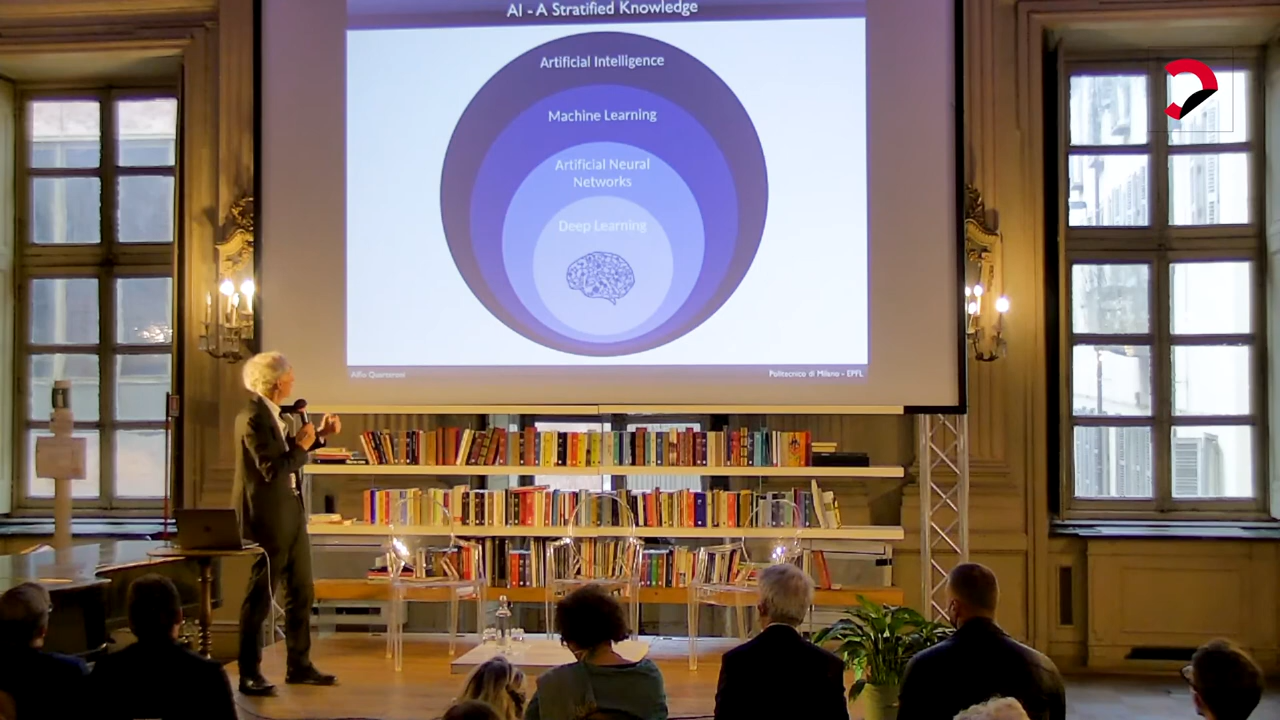 AI - A Stratified Knowledge
Artificial Intelligence
Machine Learning
Artificial Neural
Networks
Deep Learning
Alfio Quarteroni
Politecnico di Milano - EPFL